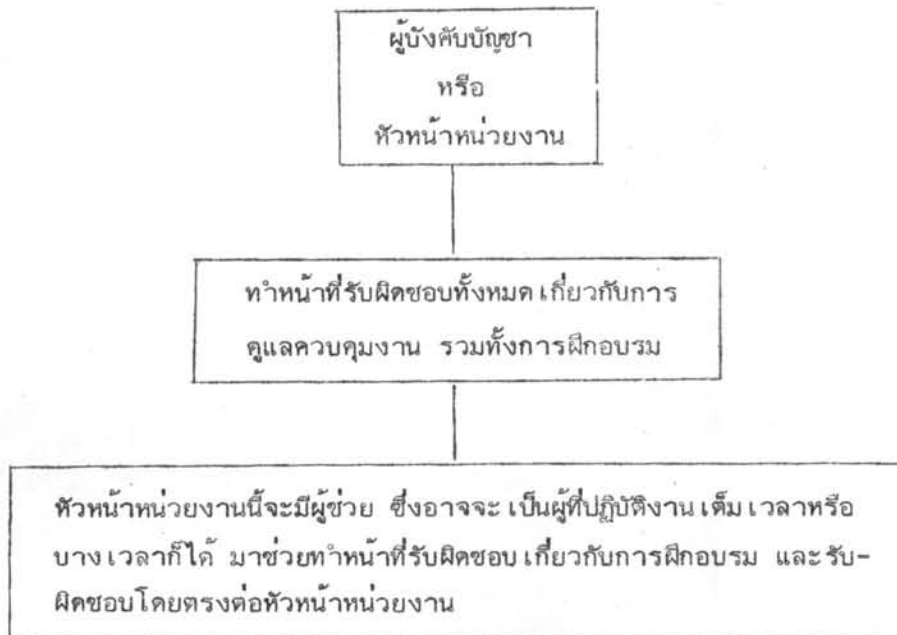 ผู้บังคับบัญชา
หรือ
หัวหน้าหน่วยงาน
ทำหน้าที่รับผิดชอบทั้งหมดเกี่ยวกับการ
ดูแลควบคุมงาน รวมทั้งการฝึกอบรม
หัวหน้าหน่วยงานนี้จะมีผู้ช่วย ซึ่งอาจจะเป็นผู้ที่ปฏิบัติงานเต็มเวลาหรือ
บางเวลาก็ได้ มาช่วยทำหน้าที่รับผิดชอบเกี่ยวกับการฝึกอบรม และรับ-
ผิดชอบโดยตรงต่อหัวหน้าหน่วยงาน